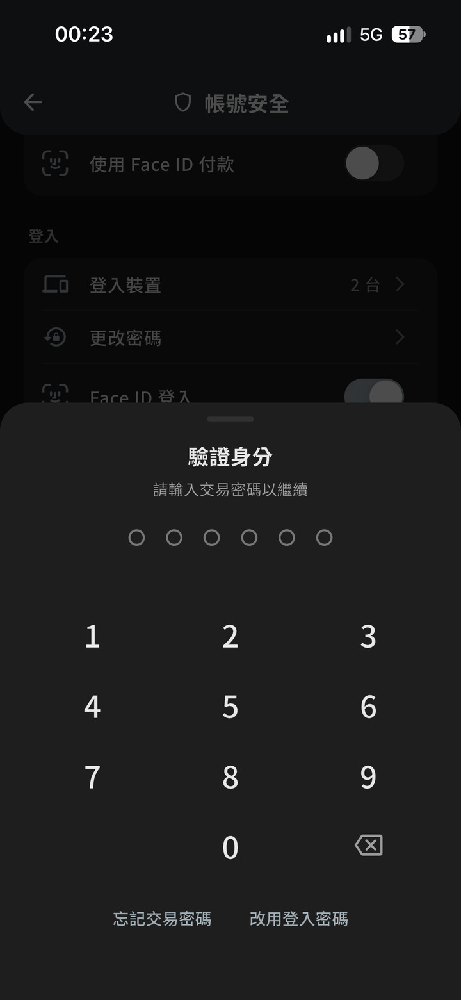 00:23
5G 57
帳號安全
使用 Face ID 付款
登入
登入裝置 2 台
更改密碼
Face ID 登入
驗證身分
請輸入交易密碼以繼續
1 2 3
4 5 6
7 8 9
0
忘記交易密碼 改用登入密碼